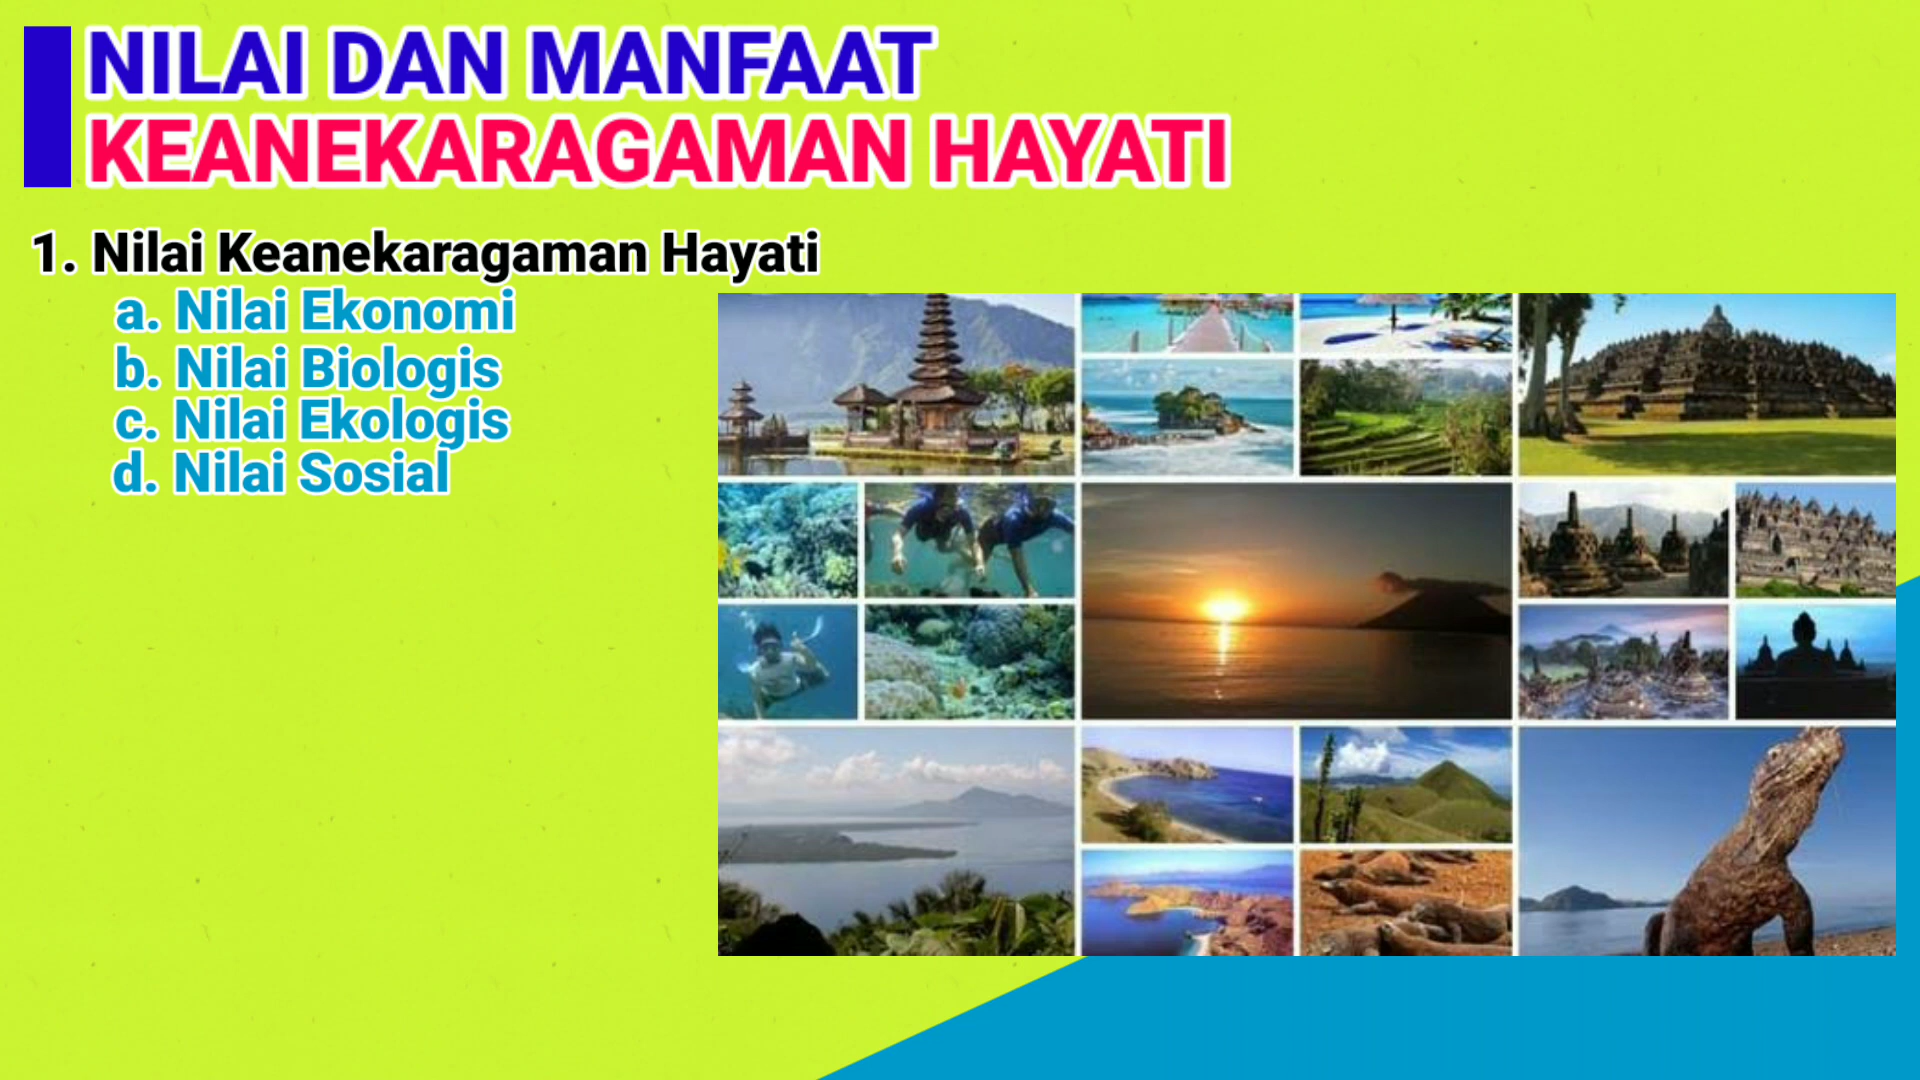 NILAI DAN MANFAAT
KEANEKARAGAMAN HAYATI
1. Nilai Keanekaragaman Hayati
a. Nilai Ekonomi
b. Nilai Biologis
c. Nilai Ekologis
d. Nilai Sosial